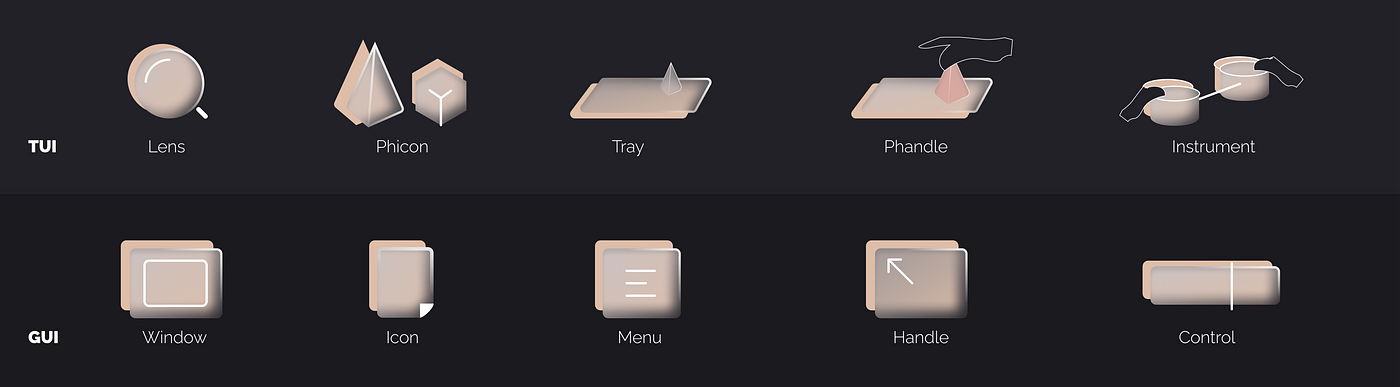 TUI
Lens
Phicon
Tray
Phandle
Instrument
GUI
Window
Icon
Menu
Handle
Control